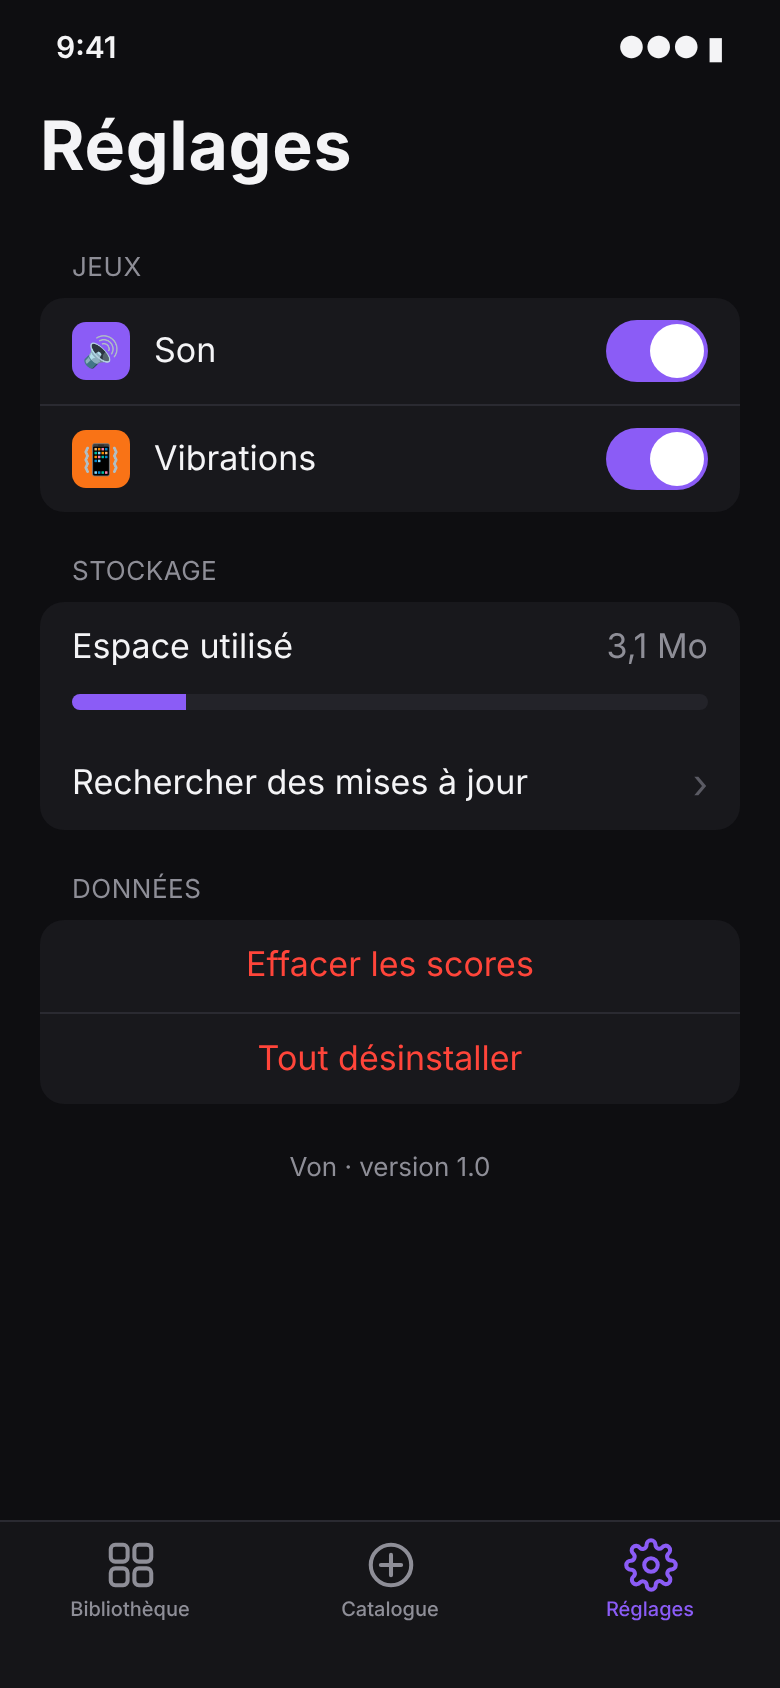 9:41
Réglages
JEUX
Son
Vibrations
STOCKAGE
Espace utilisé 3,1 Mo
Rechercher des mises à jour
DONNÉES
Effacer les scores
Tout désinstaller
Von · version 1.0
Bibliothèque Catalogue Réglages